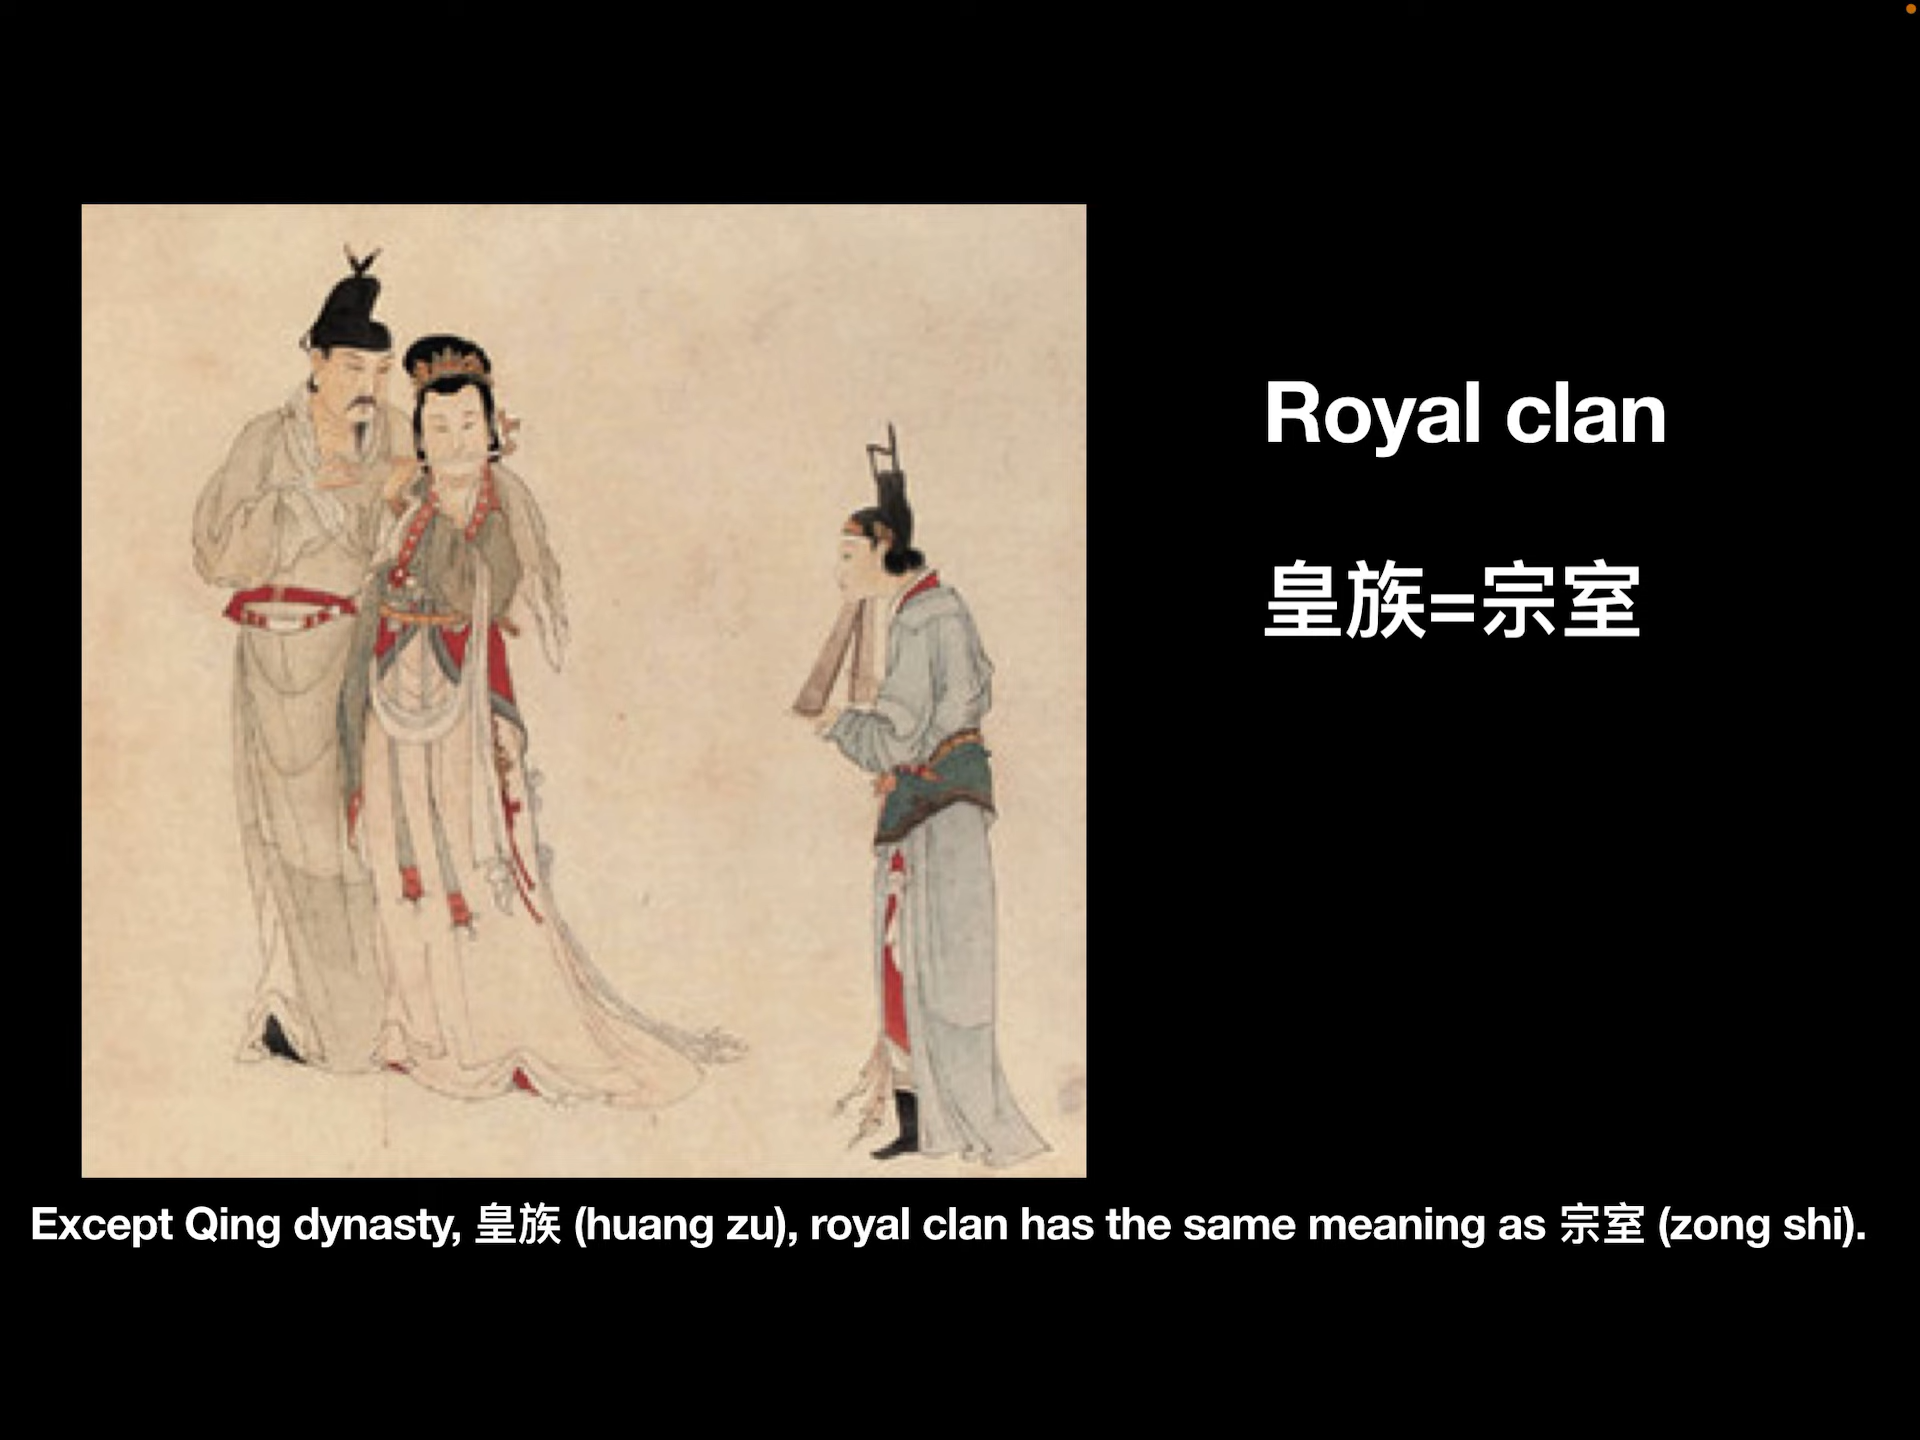 Royal clan
皇族=宗室
Except Qing dynasty, 皇族 (huang zu), royal clan has the same meaning as 宗室 (zong shi).